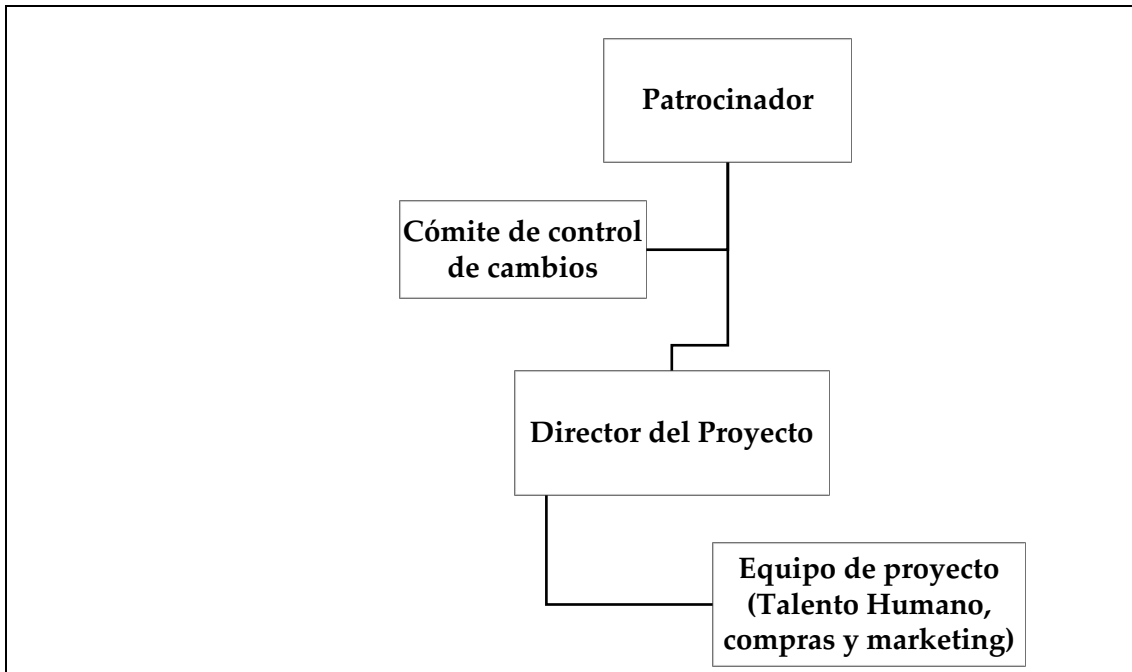 Patrocinador
Cómite de control
de cambios
Director del Proyecto
Equipo de proyecto
(Talento Humano,
compras y marketing)